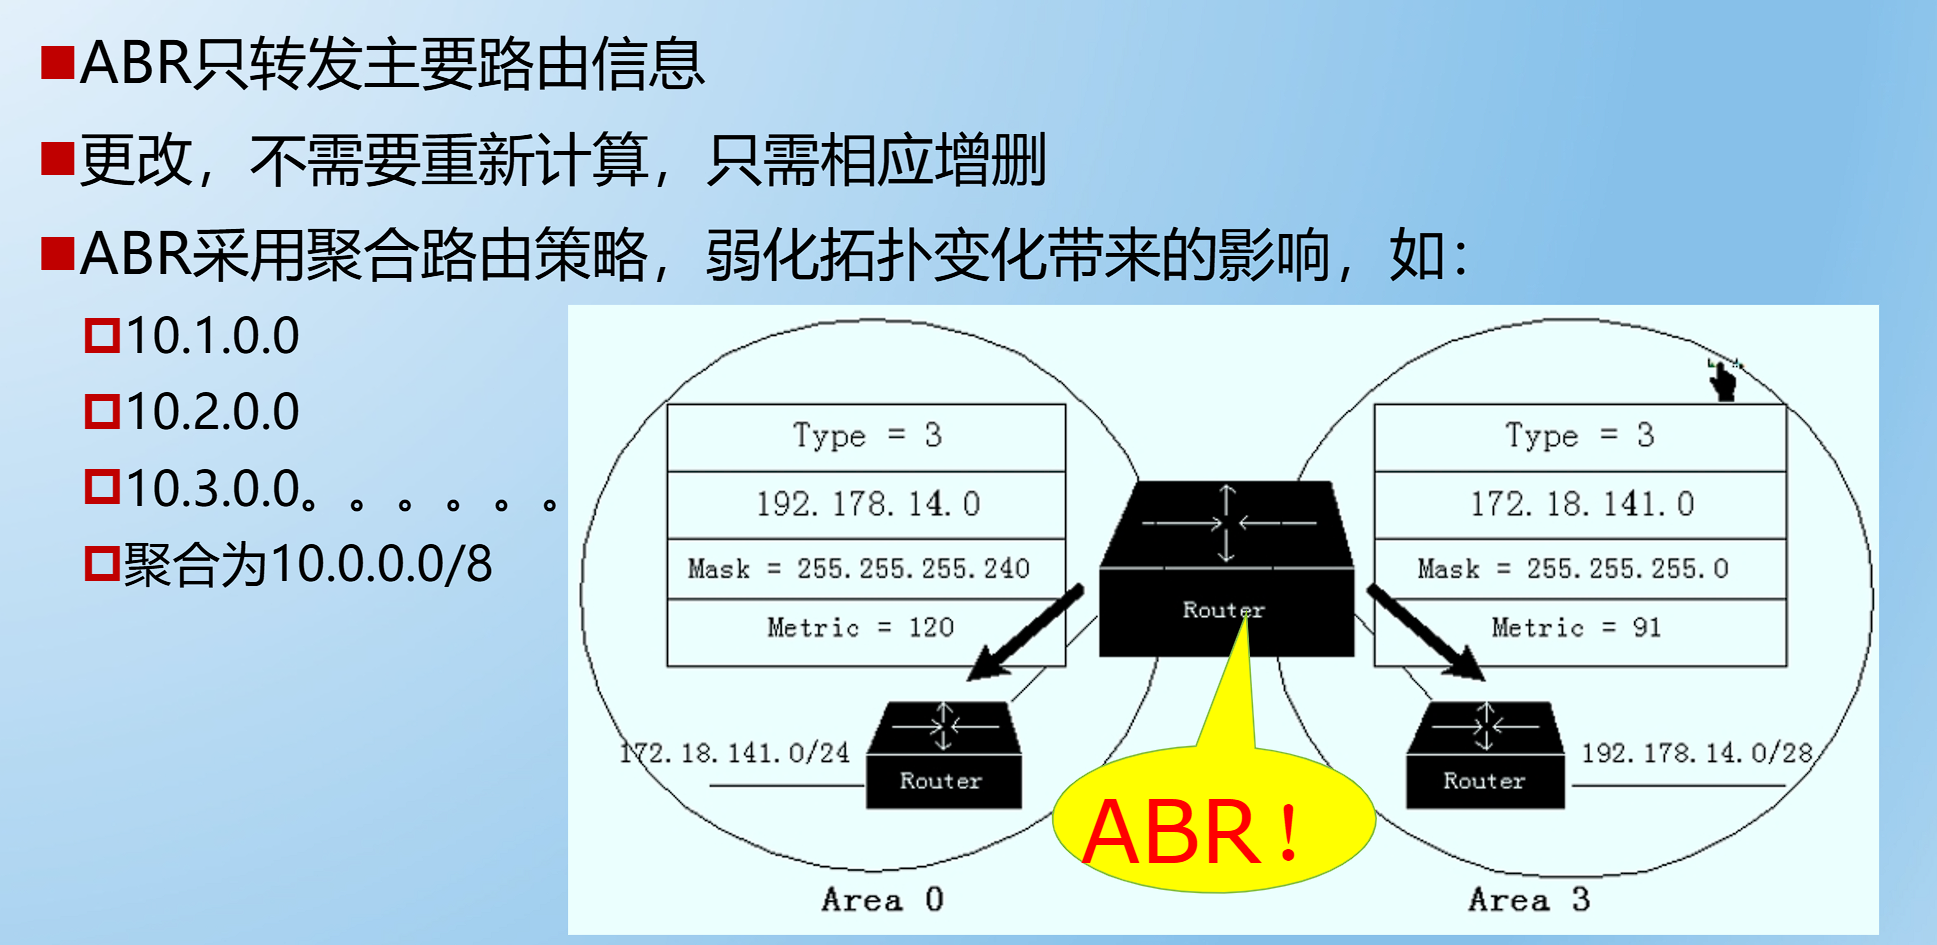 ABR只转发主要路由信息
更改，不需要重新计算，只需相应增删
ABR采用聚合路由策略，弱化拓扑变化带来的影响，如：
10.1.0.0
10.2.0.0
10.3.0.0。。。。。。
聚合为10.0.0.0/8
Type = 3
192.178.14.0
Mask = 255.255.255.240
Metric = 120
Type = 3
172.18.141.0
Mask = 255.255.255.0
Metric = 91
Router
172.18.141.0/24
Router
Router
192.178.14.0/28
ABR！
Area 0
Area 3